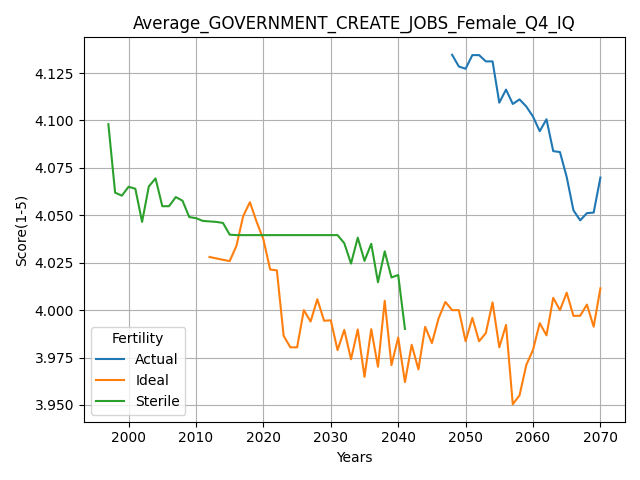 Average_GOVERNMENT_CREATE_JOBS_Female_Q4_IQ
Score(1-5)
4.125
4.100
4.075
4.050
4.025
4.000
3.975
3.950
Fertility
Actual
Ideal
Sterile
2000 2010 2020 2030 2040 2050 2060 2070
Years